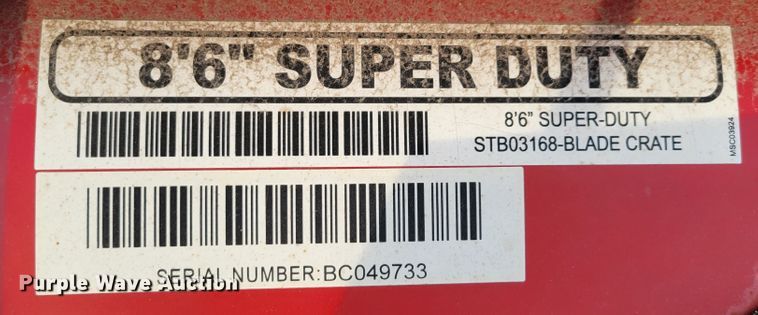 8'6" SUPER DUTY
8'6" SUPER-DUTY
STB03168-BLADE CRATE
MSC03924
SERIAL NUMBER:BC049733
Purple Wave Auction